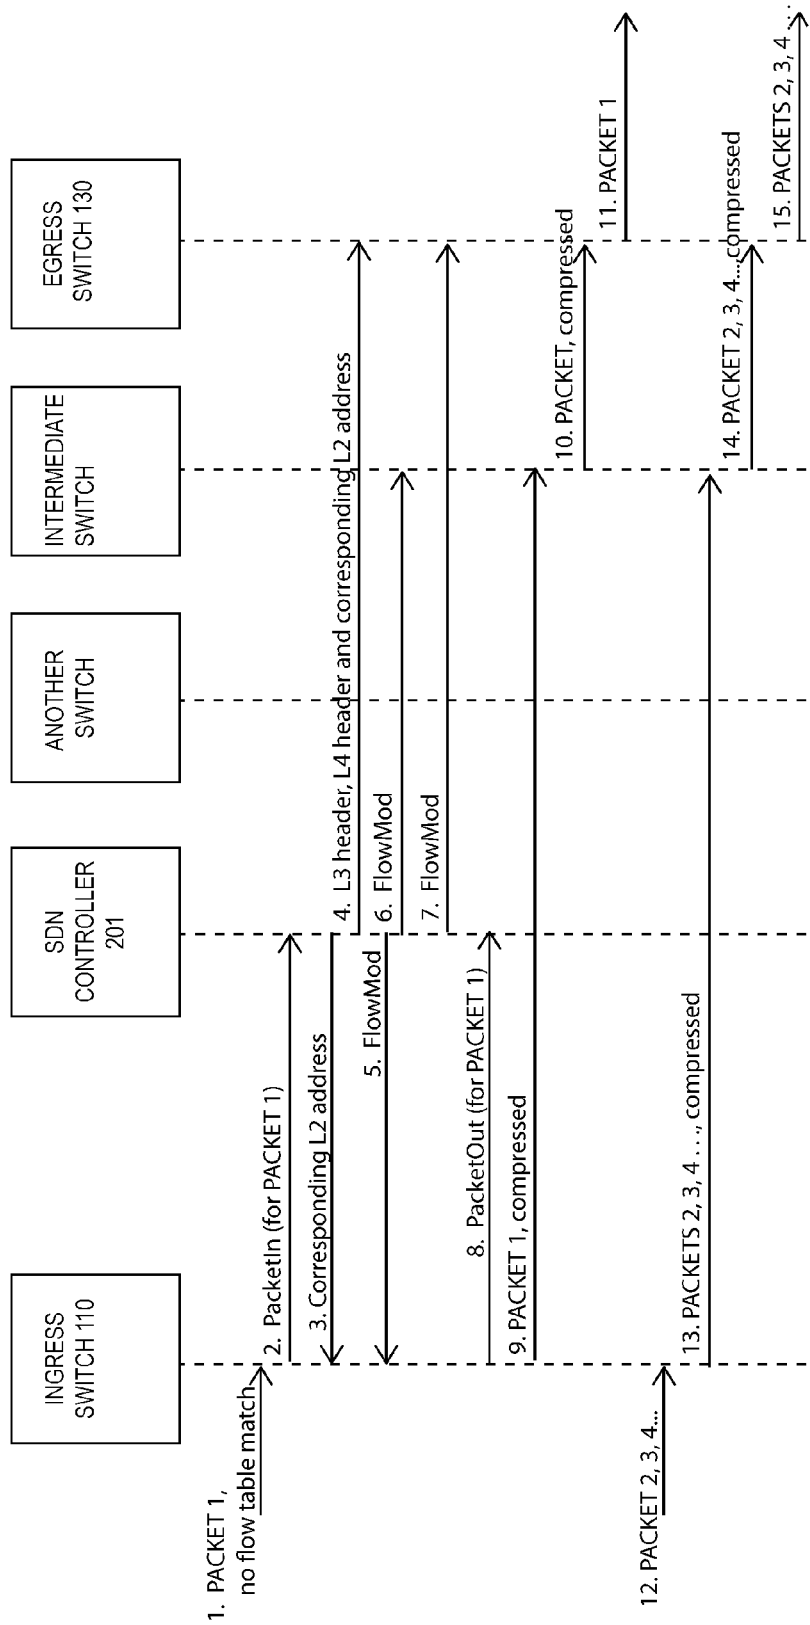 INGRESS
SWITCH 110
SDN
CONTROLLER
201
ANOTHER
SWITCH
INTERMEDIATE
SWITCH
EGRESS
SWITCH 130
1. PACKET 1,
no flow table match
2. PacketIn (for PACKET 1)
3. Corresponding L2 address
4. L3 header, L4 header and corresponding L2 address
5. FlowMod
6. FlowMod
7. FlowMod
8. PacketOut (for PACKET 1)
9. PACKET 1, compressed
10. PACKET, compressed
11. PACKET 1
12. PACKET 2, 3, 4...
13. PACKETS 2, 3, 4 . . ., compressed
14. PACKET 2, 3, 4...,compressed
15. PACKETS 2, 3, 4 . . .